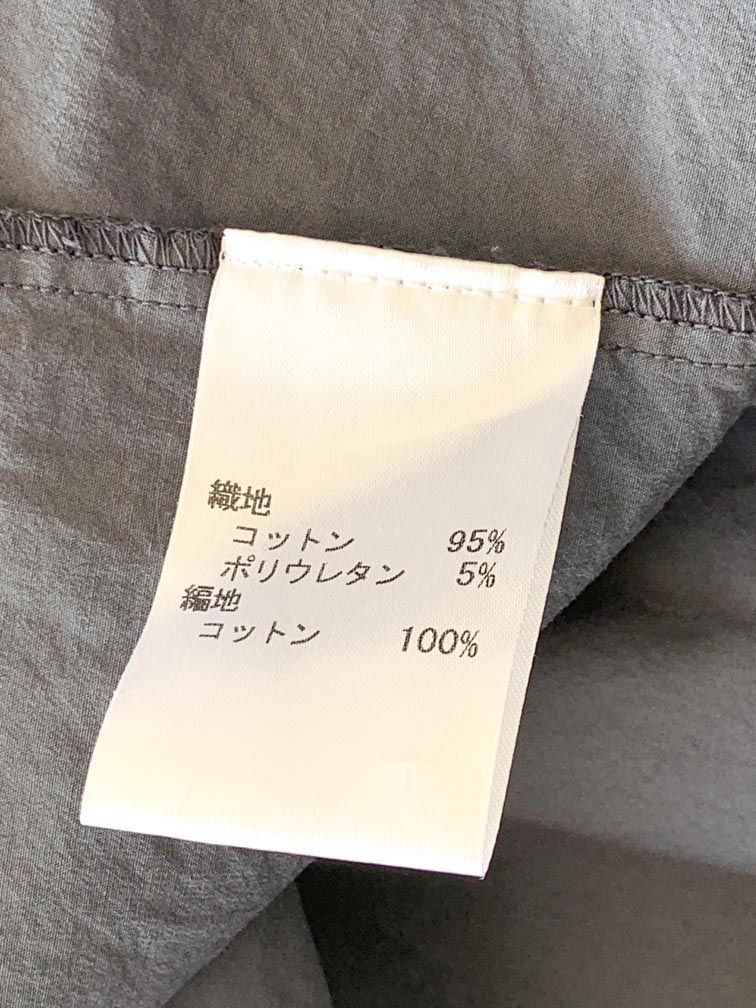 織地
コットン 95%
ポリウレタン 5%
編地
コットン 100%